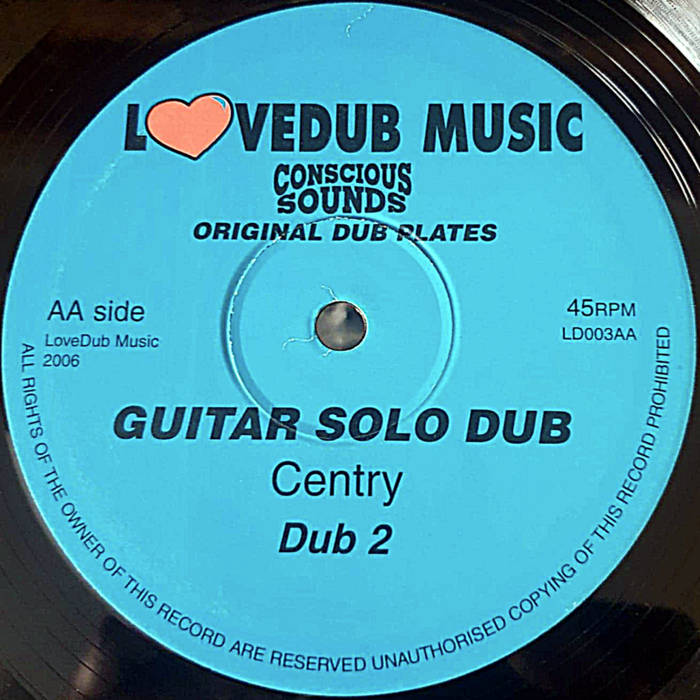 LOVEDUB MUSIC
CONSCIOUS
SOUNDS
ORIGINAL DUB PLATES
AA side
LoveDub Music
2006
45RPM
LD003AA
GUITAR SOLO DUB
Centry
Dub 2
ALL RIGHTS OF THE OWNER OF THIS RECORD ARE RESERVED UNAUTHORISED COPYING OF THIS RECORD PROHIBITED